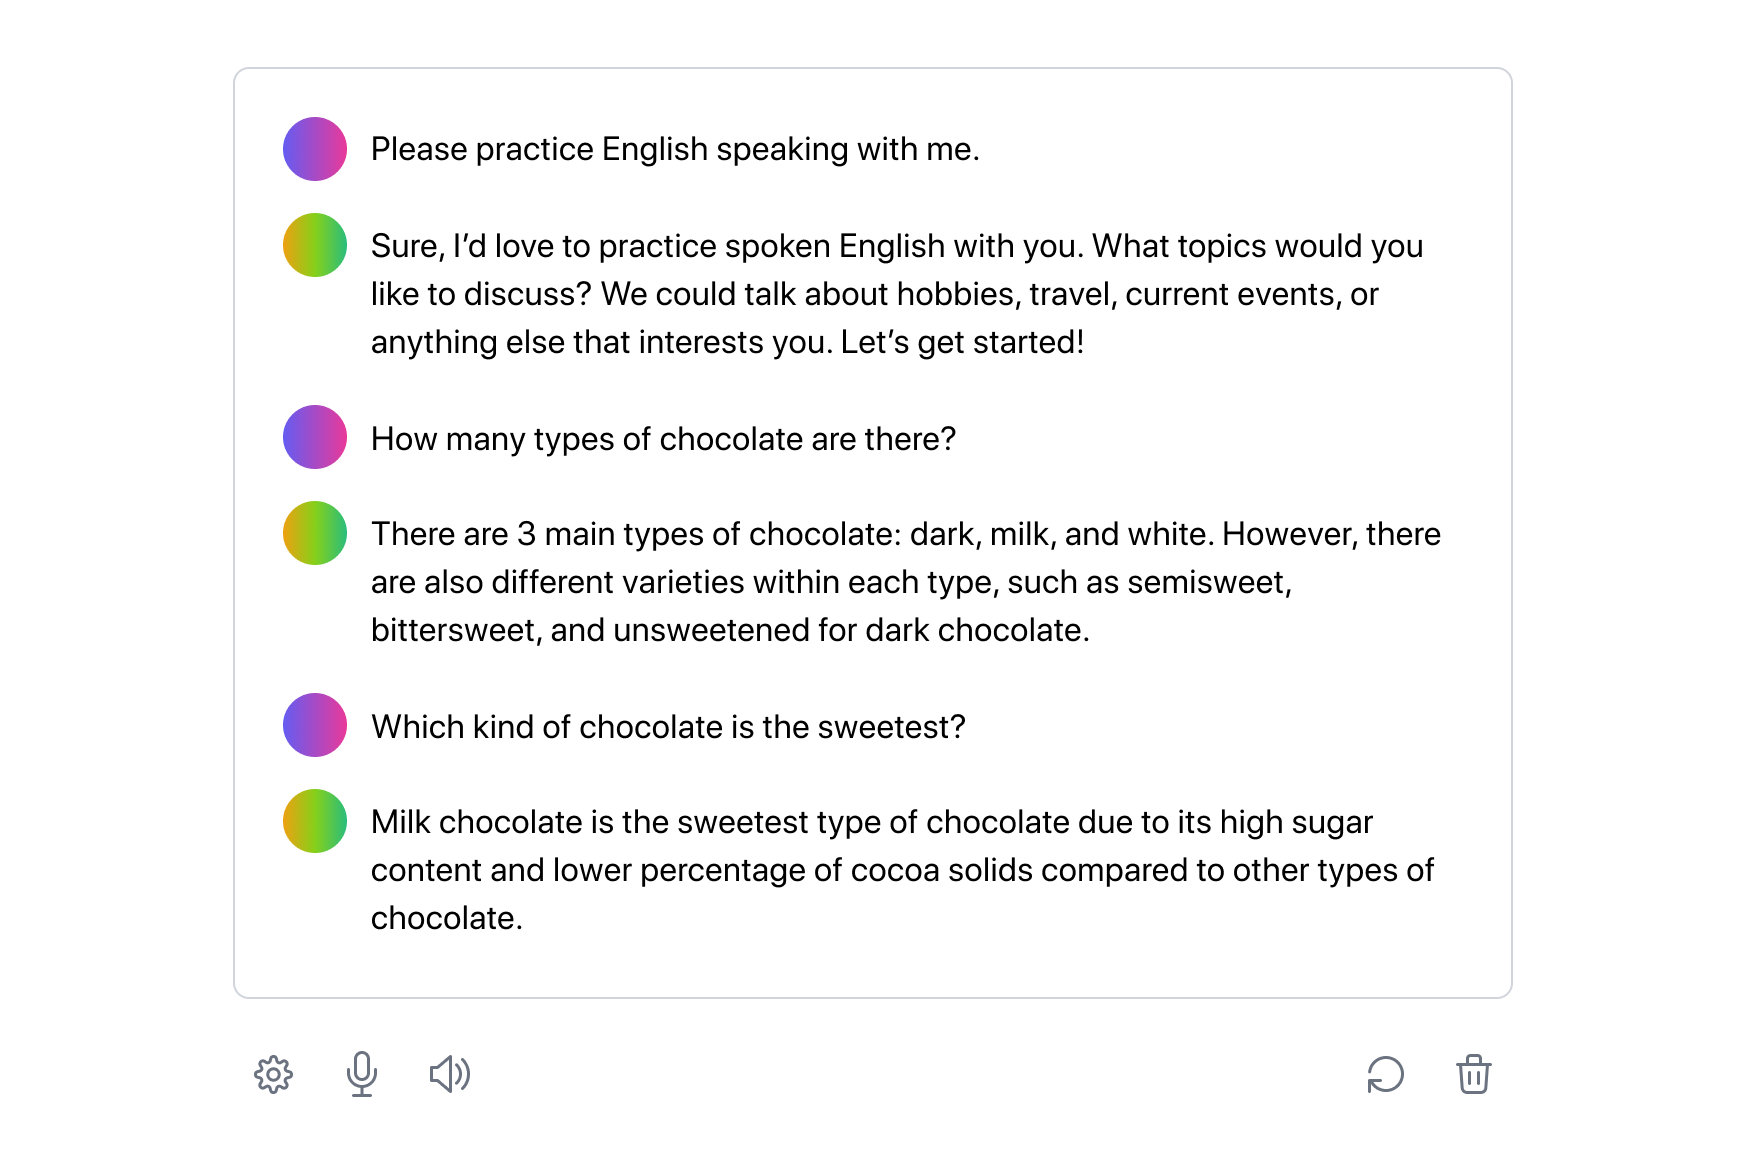 Please practice English speaking with me.
Sure, I’d love to practice spoken English with you. What topics would you
like to discuss? We could talk about hobbies, travel, current events, or
anything else that interests you. Let’s get started!
How many types of chocolate are there?
There are 3 main types of chocolate: dark, milk, and white. However, there
are also different varieties within each type, such as semisweet,
bittersweet, and unsweetened for dark chocolate.
Which kind of chocolate is the sweetest?
Milk chocolate is the sweetest type of chocolate due to its high sugar
content and lower percentage of cocoa solids compared to other types of
chocolate.